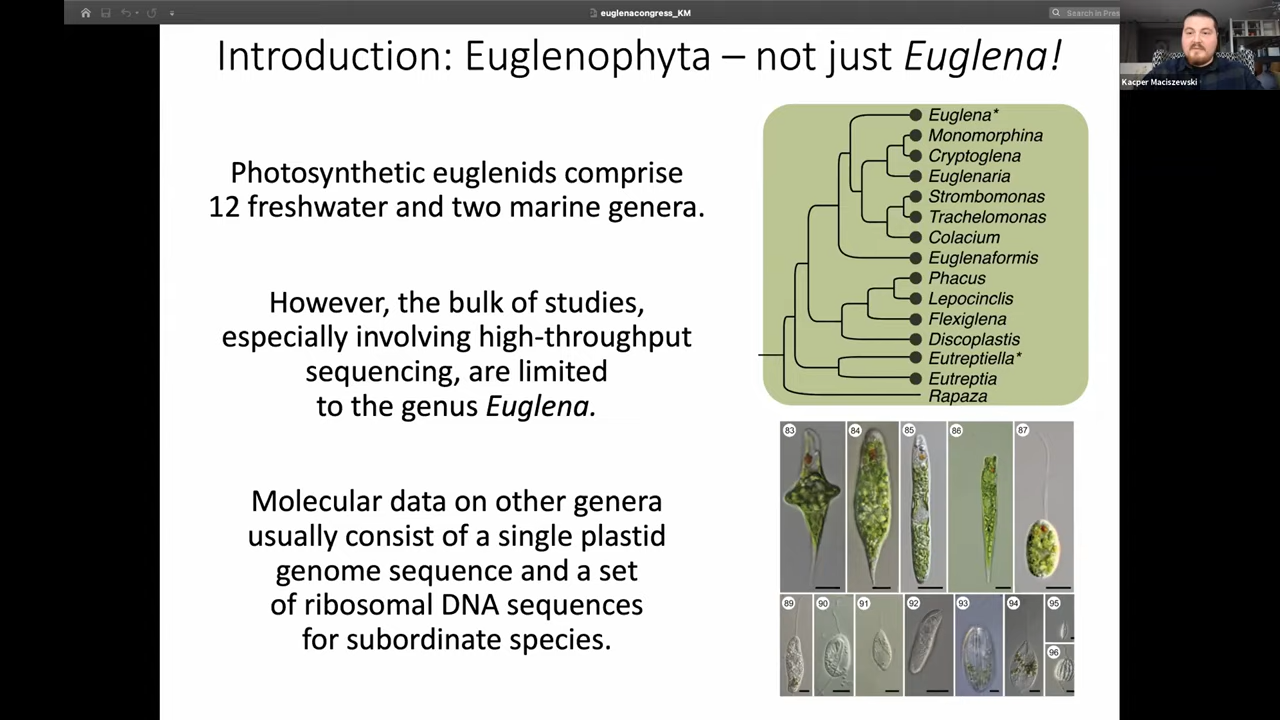 euglenacongress_KM
Search in Pres
Kacper Maciszewski
Introduction: Euglenophyta – not just Euglena!
Photosynthetic euglenids comprise
12 freshwater and two marine genera.
However, the bulk of studies,
especially involving high-throughput
sequencing, are limited
to the genus Euglena.
Molecular data on other genera
usually consist of a single plastid
genome sequence and a set
of ribosomal DNA sequences
for subordinate species.
Euglena*
Monomorphina
Cryptoglena
Euglenaria
Strombomonas
Trachelomonas
Colacium
Euglenaformis
Phacus
Lepocinclis
Flexiglena
Discoplastis
Eutreptiella*
Eutreptia
Rapaza
83 84 85 86 87
89 90 91 92 93 94 95
96